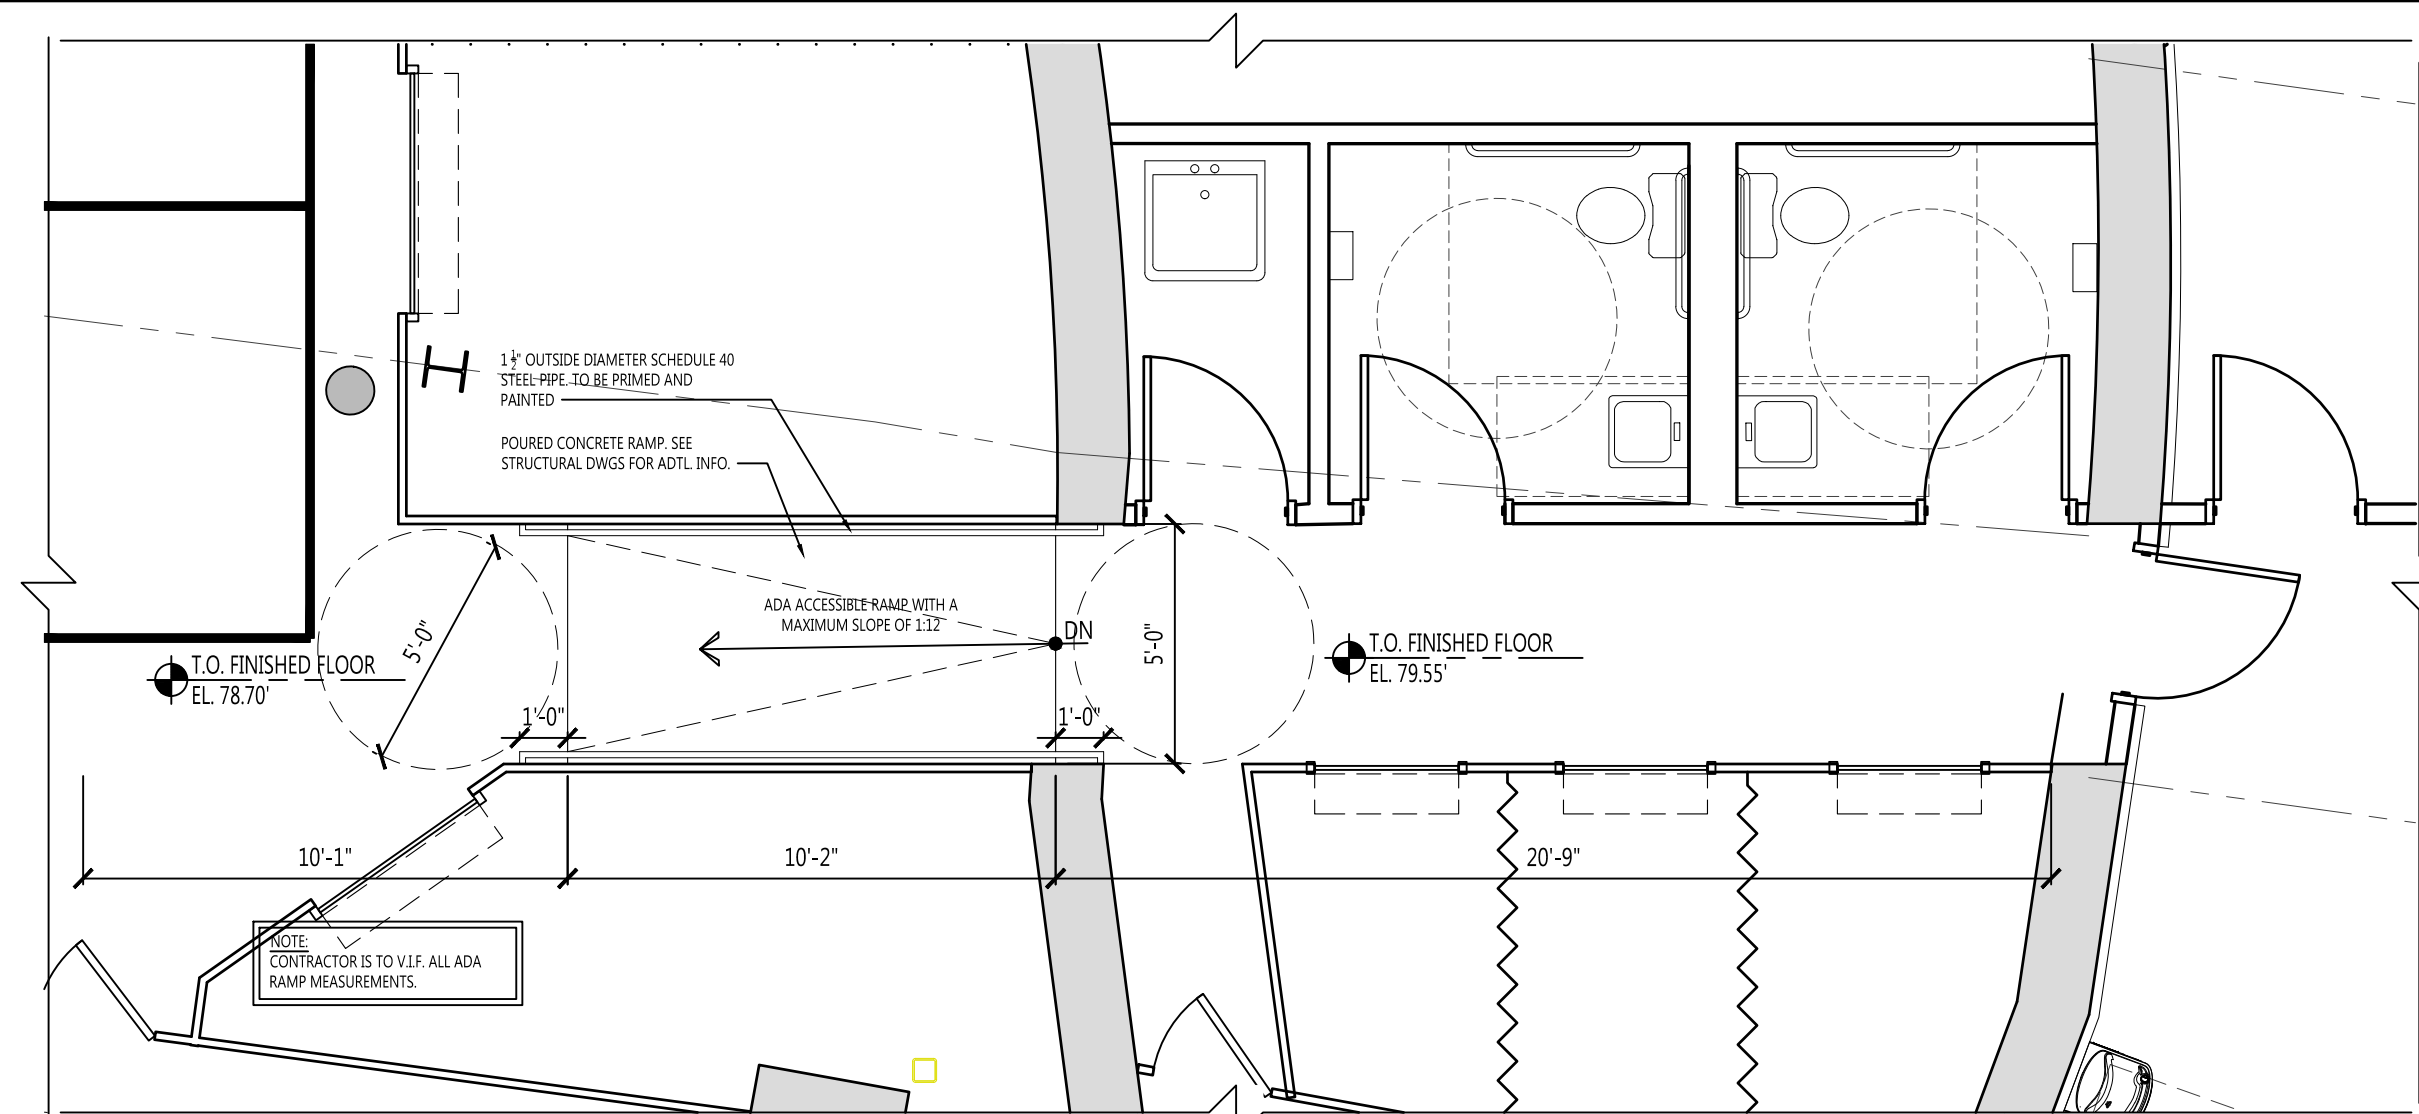 1 1/2" OUTSIDE DIAMETER SCHEDULE 40
STEEL PIPE. TO BE PRIMED AND
PAINTED
POURED CONCRETE RAMP. SEE
STRUCTURAL DWGS FOR ADTL. INFO.
ADA ACCESSIBLE RAMP WITH A
MAXIMUM SLOPE OF 1:12
DN
5'-0"
5'-0"
T.O. FINISHED FLOOR
EL. 78.70'
T.O. FINISHED FLOOR
EL. 79.55'
1'-0"
1'-0"
10'-1"
10'-2"
20'-9"
NOTE:
CONTRACTOR IS TO V.I.F. ALL ADA
RAMP MEASUREMENTS.